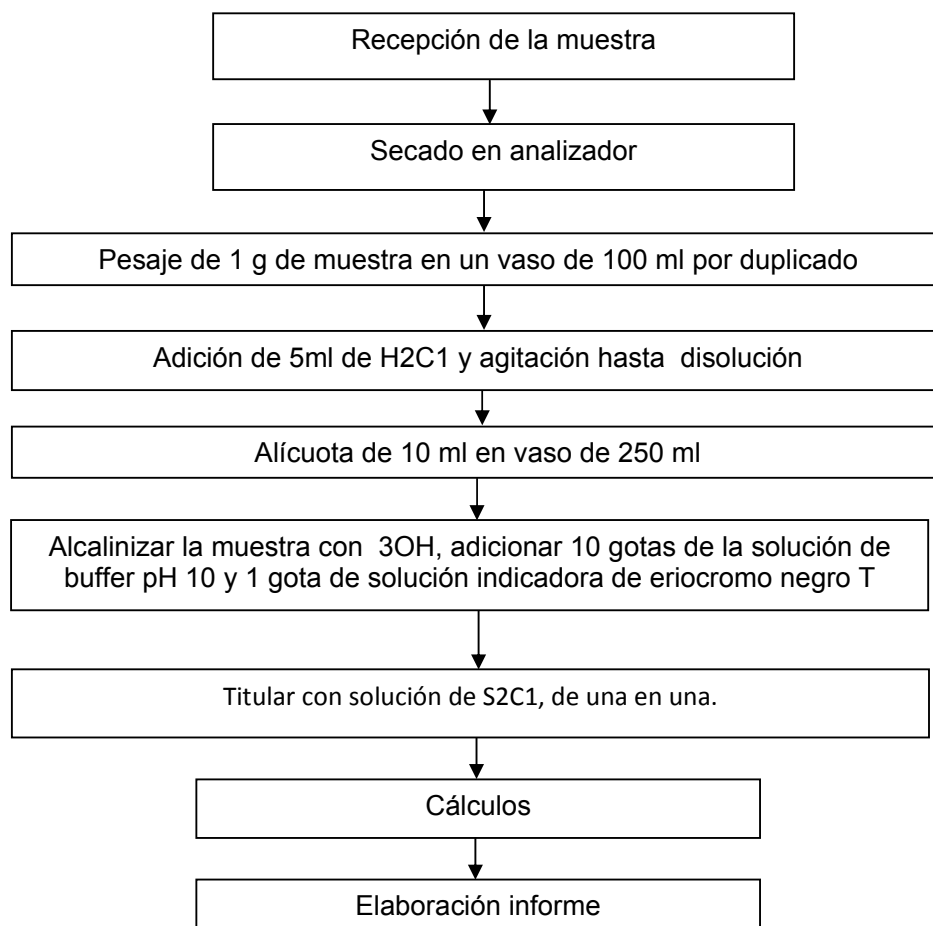 Recepción de la muestra
Secado en analizador
Pesaje de 1 g de muestra en un vaso de 100 ml por duplicado
Adición de 5ml de H2C1 y agitación hasta  disolución
Alícuota de 10 ml en vaso de 250 ml
Alcalinizar la muestra con  3OH, adicionar 10 gotas de la solución de
buffer pH 10 y 1 gota de solución indicadora de eriocromo negro T
Titular con solución de S2C1, de una en una.
Cálculos
Elaboración informe